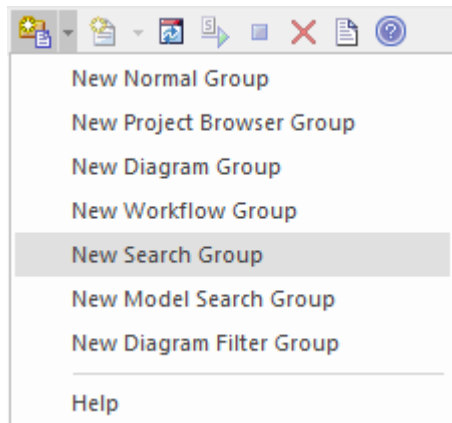 New Normal Group
New Project Browser Group
New Diagram Group
New Workflow Group
New Search Group
New Model Search Group
New Diagram Filter Group
Help